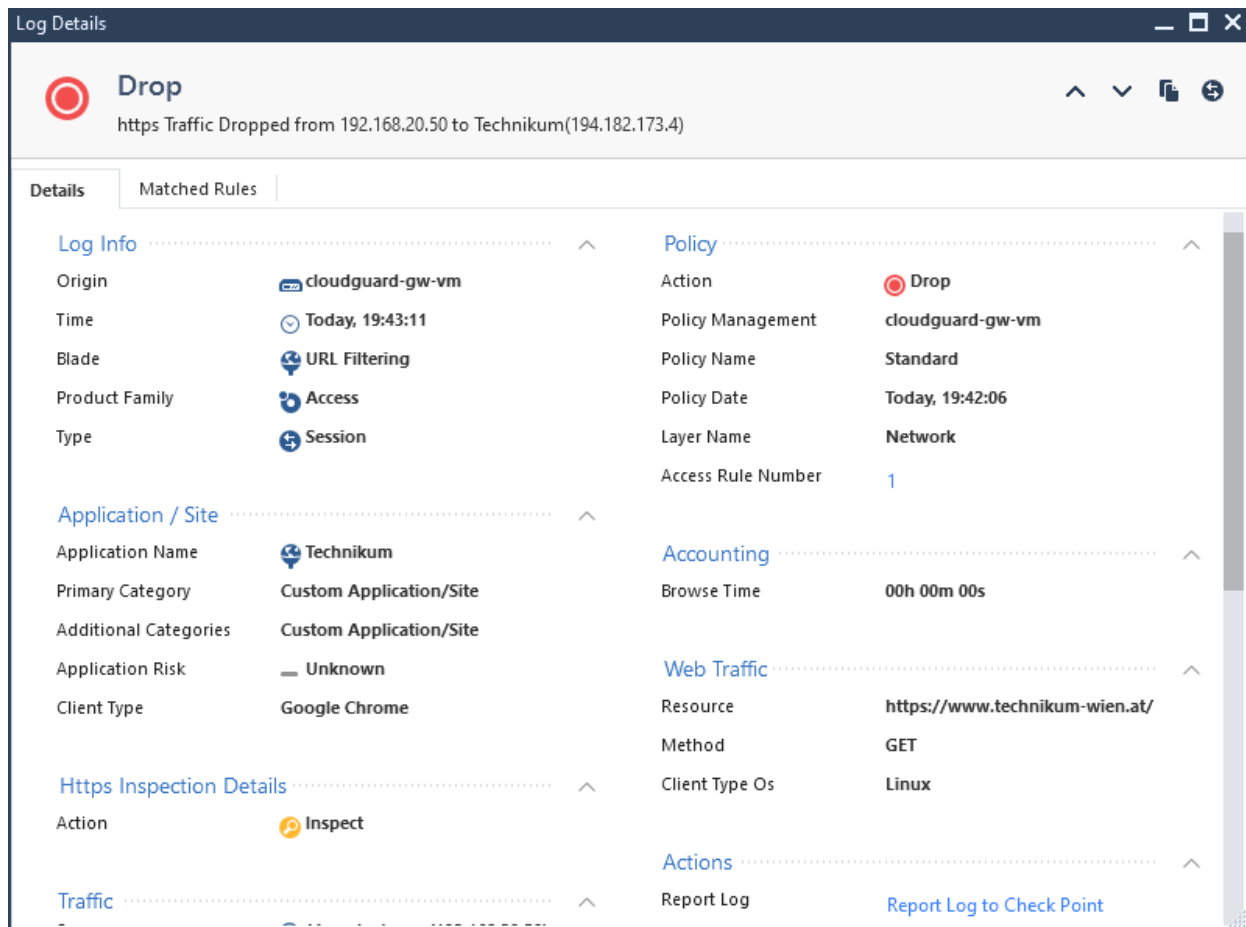 Log Details
Drop
https Traffic Dropped from 192.168.20.50 to Technikum(194.182.173.4)
Details
Matched Rules
Log Info
Origin cloudguard-gw-vm
Time Today, 19:43:11
Blade URL Filtering
Product Family Access
Type Session
Application / Site
Application Name Technikum
Primary Category Custom Application/Site
Additional Categories Custom Application/Site
Application Risk Unknown
Client Type Google Chrome
Https Inspection Details
Action Inspect
Traffic
Policy
Action Drop
Policy Management cloudguard-gw-vm
Policy Name Standard
Policy Date Today, 19:42:06
Layer Name Network
Access Rule Number 1
Accounting
Browse Time 00h 00m 00s
Web Traffic
Resource https://www.technikum-wien.at/
Method GET
Client Type Os Linux
Actions
Report Log Report Log to Check Point